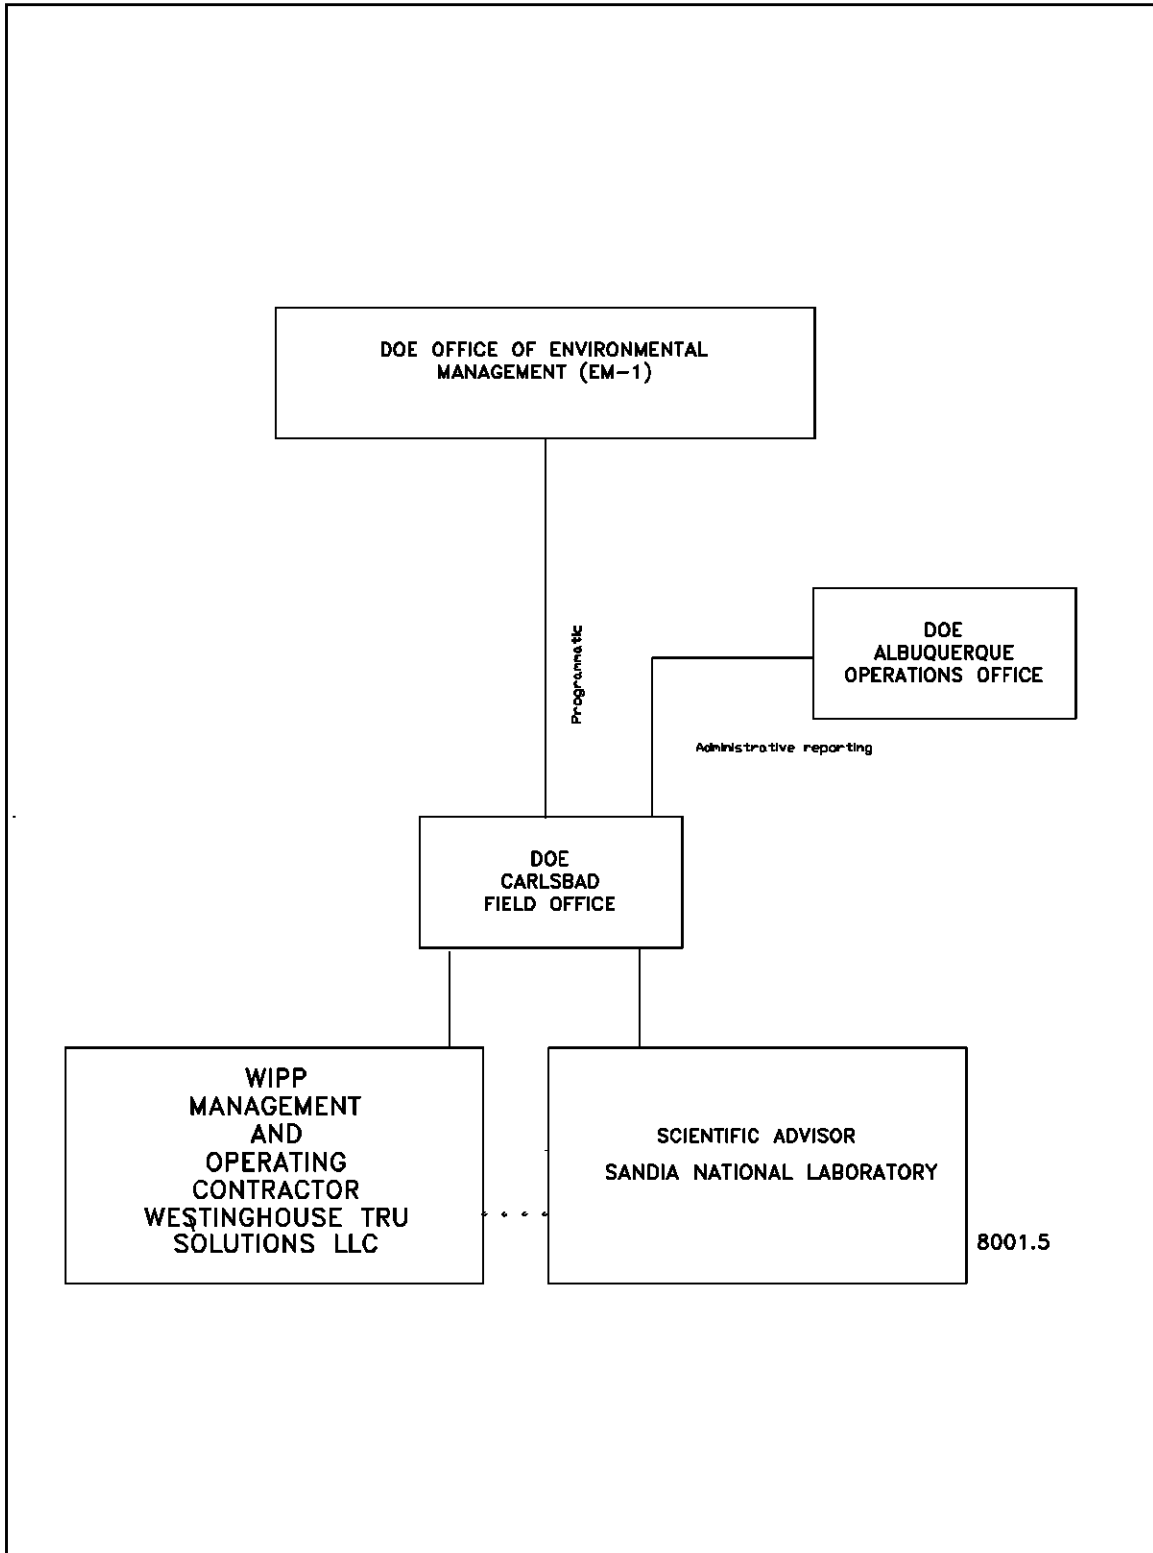 DOE OFFICE OF ENVIRONMENTAL
MANAGEMENT (EM-1)
Programmatic
DOE
ALBUQUERQUE
OPERATIONS OFFICE
Administrative reporting
DOE
CARLSBAD
FIELD OFFICE
WIPP
MANAGEMENT
AND
OPERATING
CONTRACTOR
WESTINGHOUSE TRU
SOLUTIONS LLC
SCIENTIFIC ADVISOR
SANDIA NATIONAL LABORATORY
8001.5